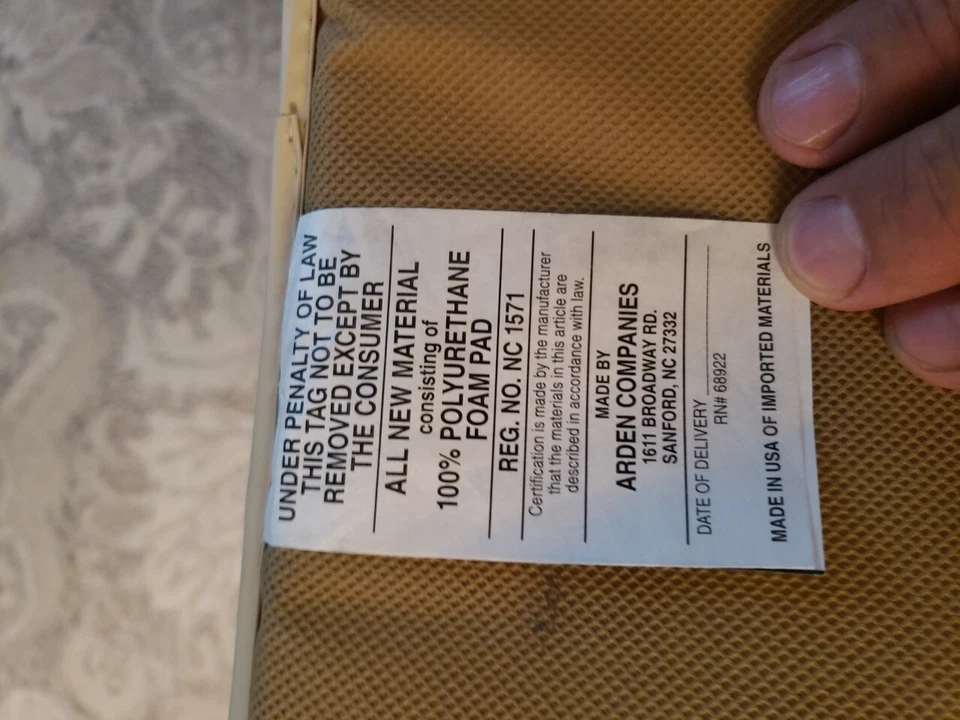 UNDER PENALTY OF LAW
THIS TAG NOT TO BE
REMOVED EXCEPT BY
THE CONSUMER
ALL NEW MATERIAL
consisting of
100% POLYURETHANE
FOAM PAD
REG. NO. NC 1571
Certification is made by the manufacturer
that the materials in this article are
described in accordance with law.
MADE BY
ARDEN COMPANIES
1611 BROADWAY RD.
SANFORD, NC 27332
DATE OF DELIVERY
RN# 68922
MADE IN USA OF IMPORTED MATERIALS